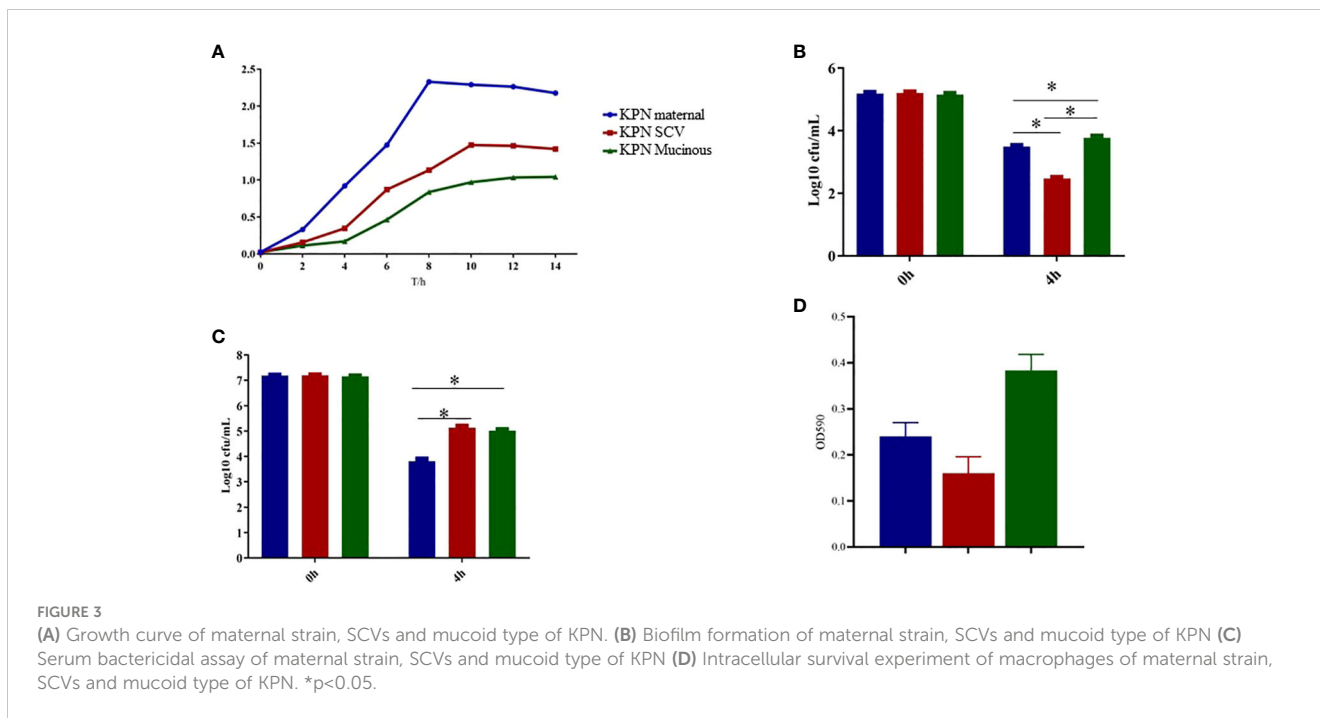 A
2.5
2.0
1.5
1.0
0.5
0.0
0 2 4 6 8 10 12 14
T/h
KPN maternal
KPN SCV
KPN Mucinous
B
Log10 cfu/mL
6
4
2
0
0h 4h
* * *
C
Log10 cfu/mL
8
7
6
5
4
3
2
1
0
0h 4h
* *
D
OD590
0.5
0.4
0.3
0.2
0.1
0.0
FIGURE 3
(A) Growth curve of maternal strain, SCVs and mucoid type of KPN. (B) Biofilm formation of maternal strain, SCVs and mucoid type of KPN (C)
Serum bactericidal assay of maternal strain, SCVs and mucoid type of KPN (D) Intracellular survival experiment of macrophages of maternal strain,
SCVs and mucoid type of KPN. *p<0.05.